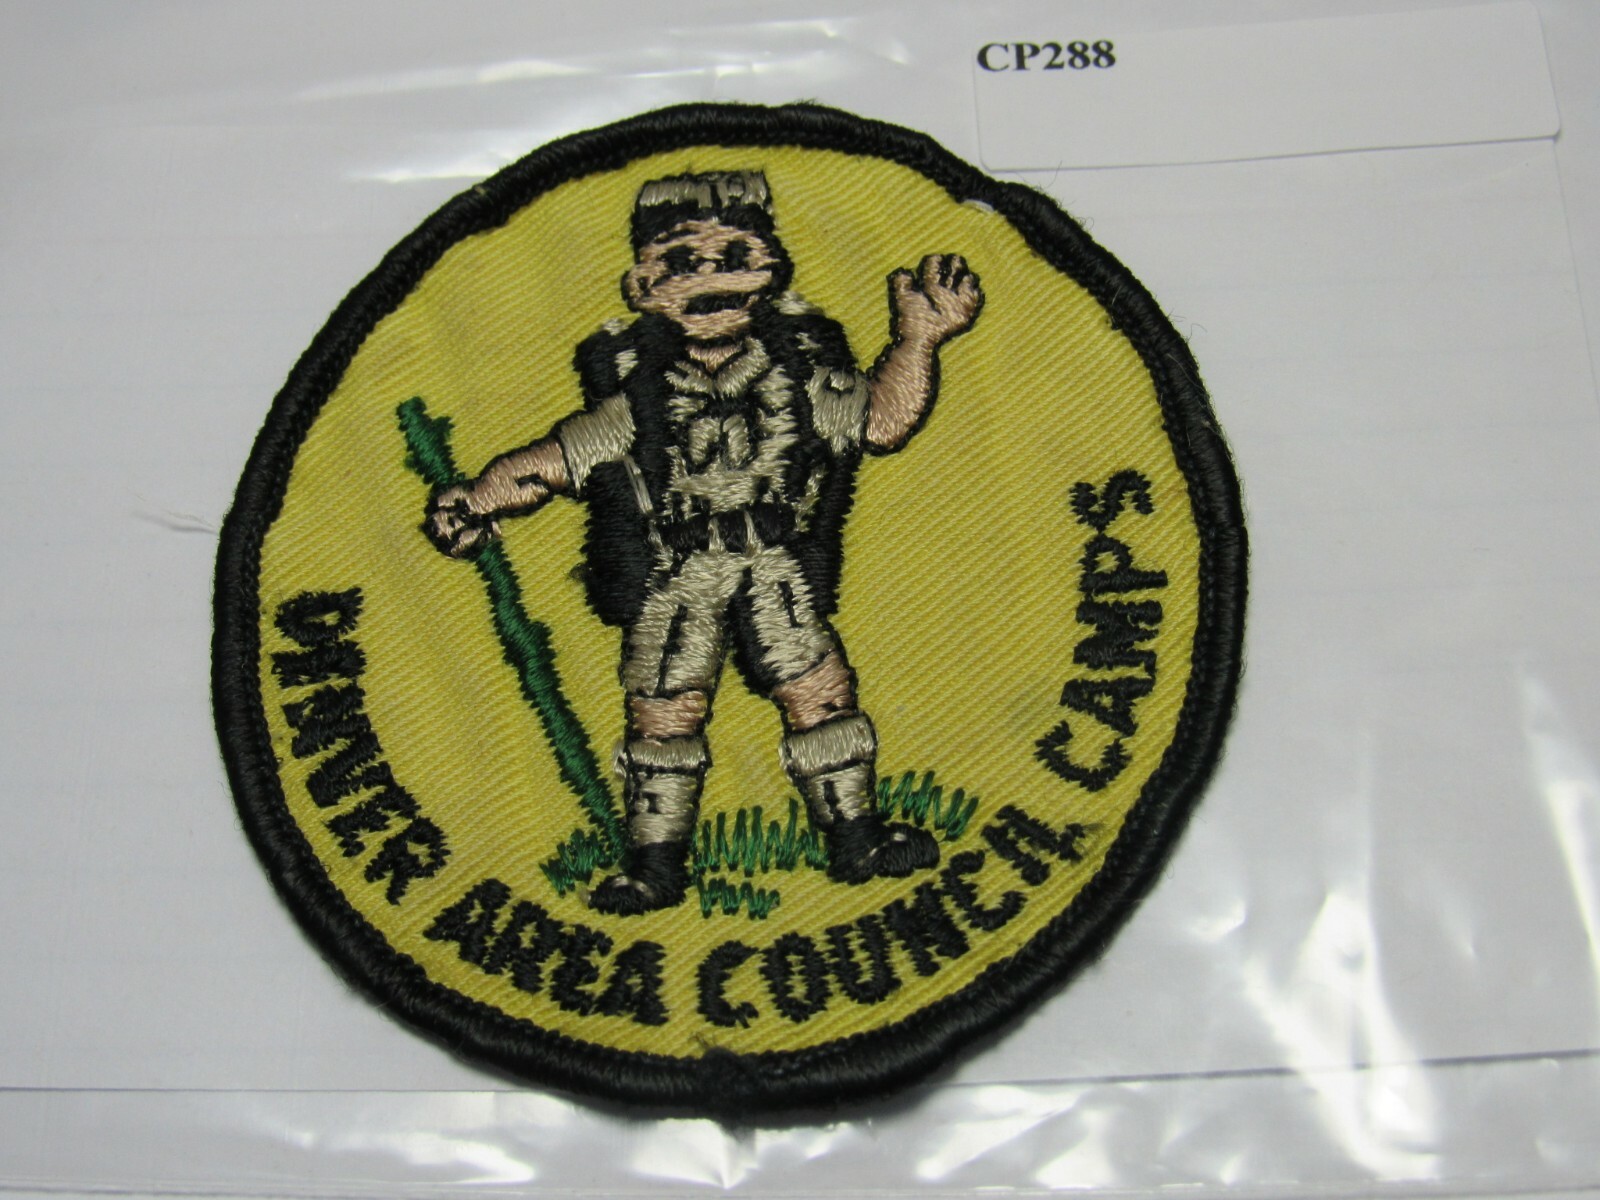 CP288
DENVER AREA COUNCIL CAMPS